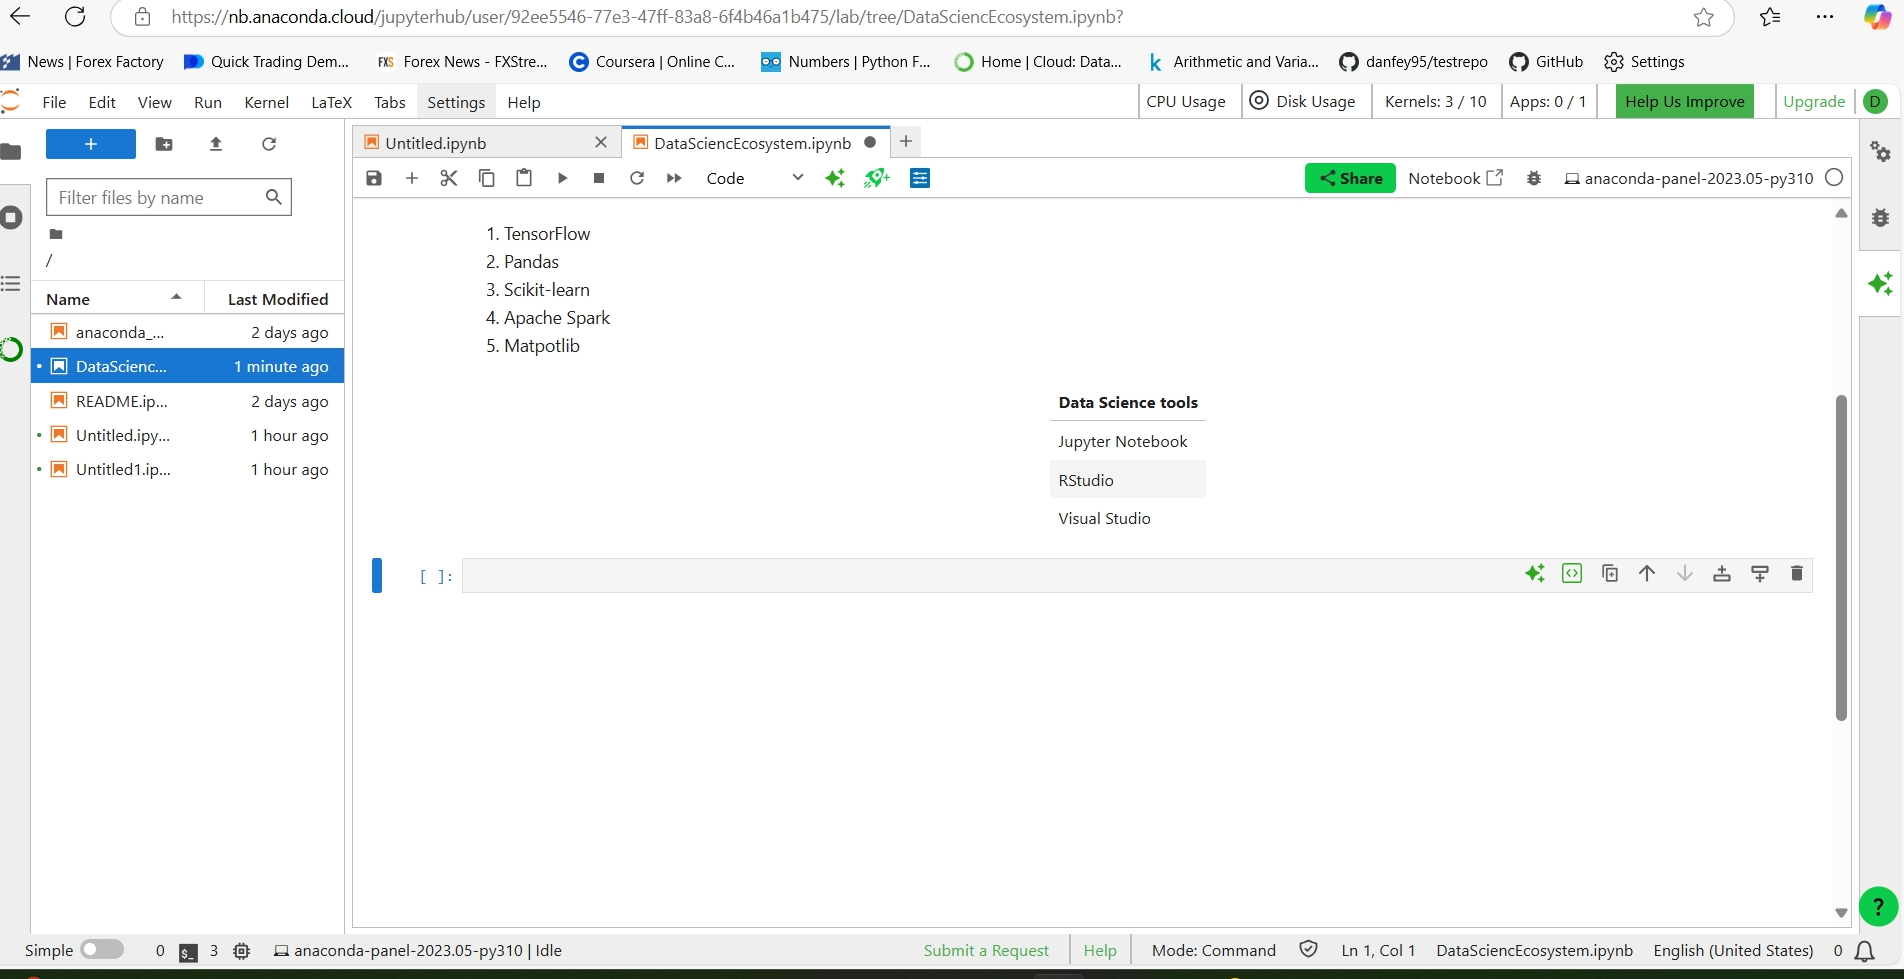 https://nb.anaconda.cloud/jupyterhub/user/92ee5546-77e3-47ff-83a8-6f4b46a1b475/lab/tree/DataSciencEcosystem.ipynb?
News | Forex Factory Quick Trading Dem... FXS Forex News - FXStre... Coursera | Online C... Numbers | Python F... Home | Cloud: Data... Arithmetic and Varia... danfey95/testrepo GitHub Settings
File Edit View Run Kernel LaTeX Tabs Settings Help CPU Usage Disk Usage Kernels: 3 / 10 Apps: 0 / 1 Help Us Improve Upgrade D
Untitled.ipynb DataSciencEcosystem.ipynb
Code Share Notebook anaconda-panel-2023.05-py310
Filter files by name
/
Name Last Modified
anaconda_... 2 days ago
DataScienc... 1 minute ago
README.ip... 2 days ago
Untitled.ipy... 1 hour ago
Untitled1.ip... 1 hour ago
1. TensorFlow
2. Pandas
3. Scikit-learn
4. Apache Spark
5. Matpotlib
Data Science tools
Jupyter Notebook
RStudio
Visual Studio
[ ]:
?
Simple 0 $_ 3 anaconda-panel-2023.05-py310 | Idle Submit a Request Help Mode: Command Ln 1, Col 1 DataSciencEcosystem.ipynb English (United States) 0